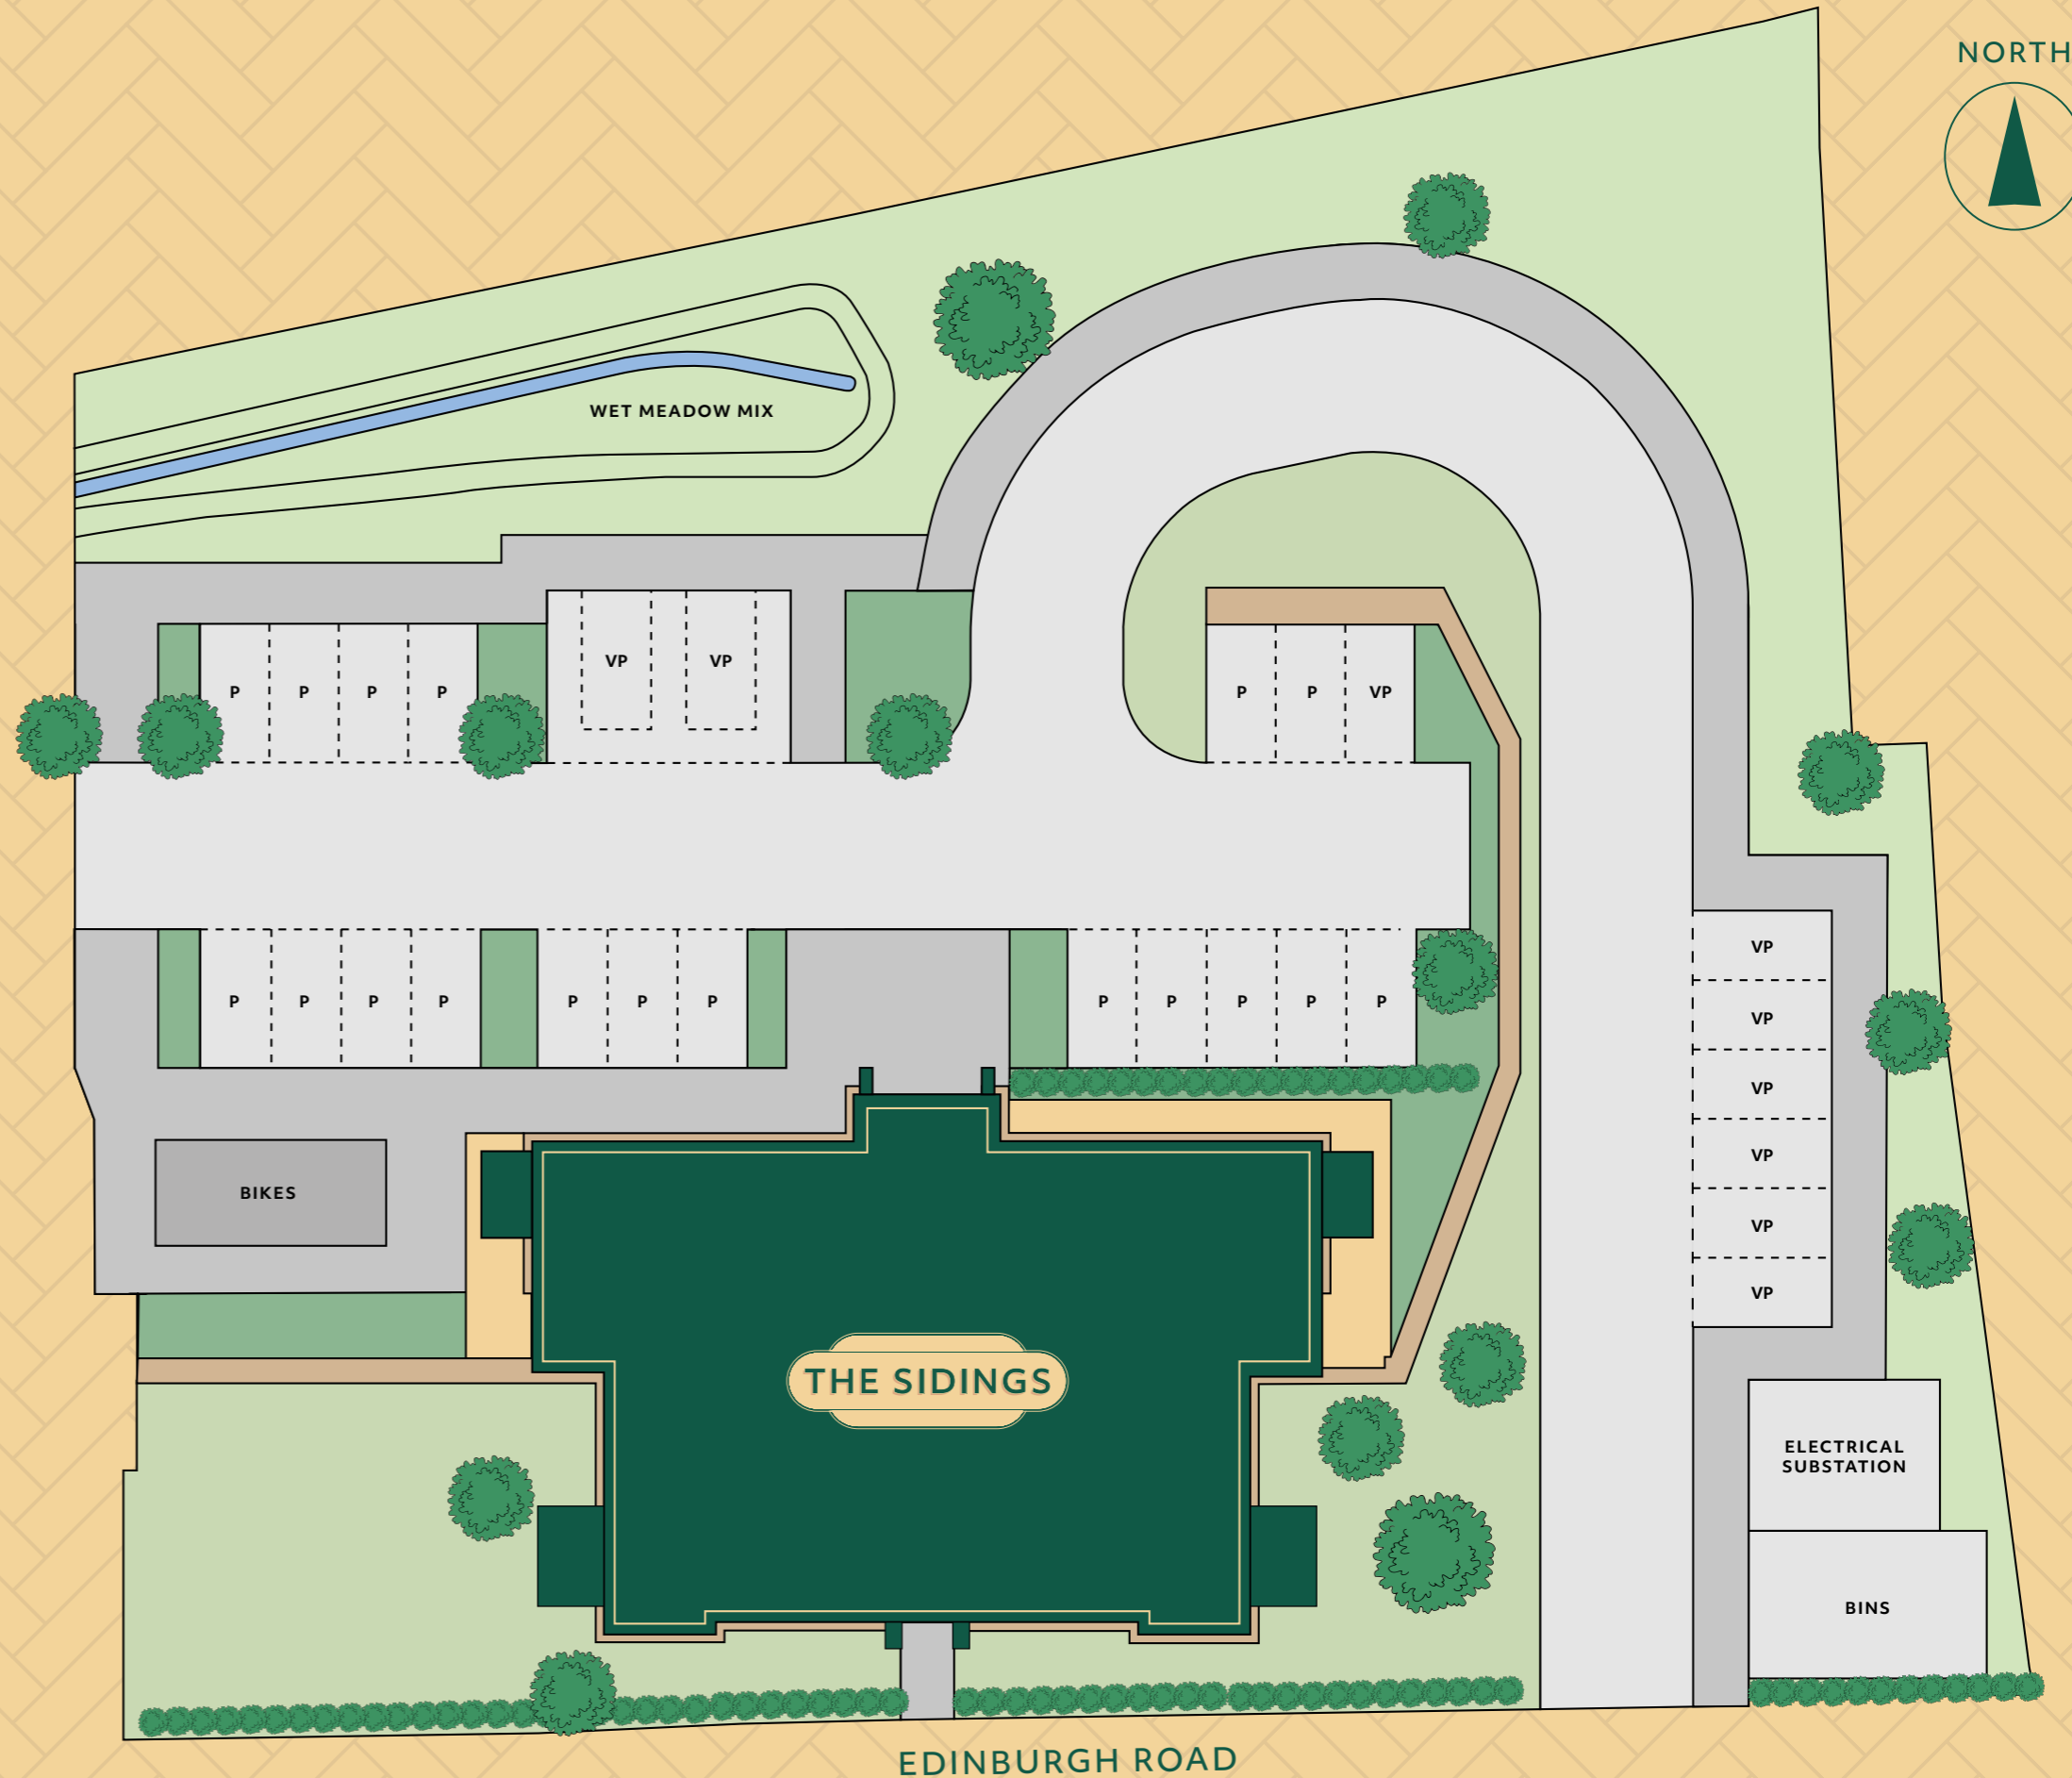 NORTH
WET MEADOW MIX
VP VP
P P P P
P P VP
VP
P P P P P P P P P P P P
VP
VP
VP
BIKES
VP
VP
THE SIDINGS
ELECTRICAL
SUBSTATION
BINS
EDINBURGH ROAD